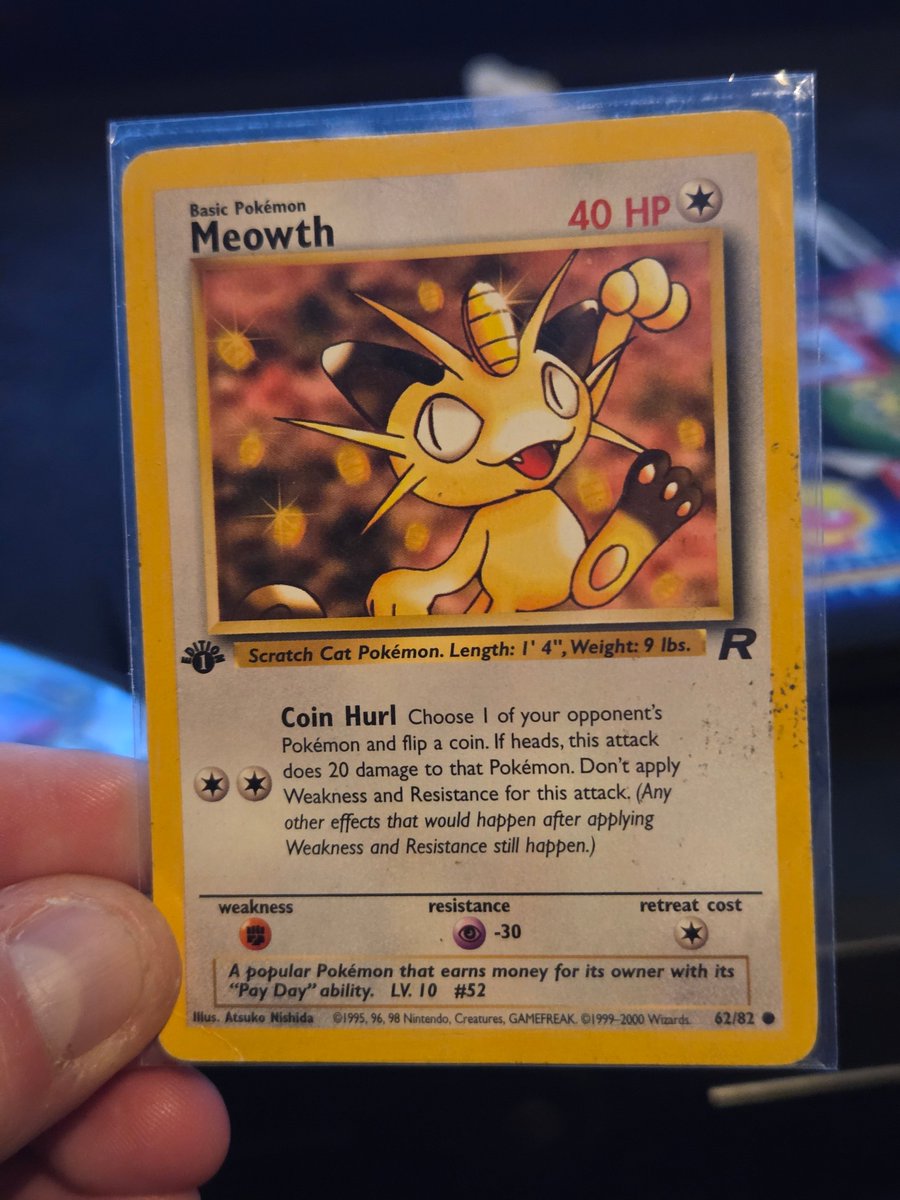 Basic Pokémon
Meowth
40 HP
EDITION
1
Scratch Cat Pokémon. Length: 1' 4", Weight: 9 lbs.
R
Coin Hurl Choose 1 of your opponent's
Pokémon and flip a coin. If heads, this attack
does 20 damage to that Pokémon. Don't apply
Weakness and Resistance for this attack. (Any
other effects that would happen after applying
Weakness and Resistance still happen.)
weakness
resistance
retreat cost
-30
A popular Pokémon that earns money for its owner with its
"Pay Day" ability. LV. 10 #52
Illus. Atsuko Nishida ©1995, 96, 98 Nintendo, Creatures, GAMEFREAK. ©1999–2000 Wizards. 62/82